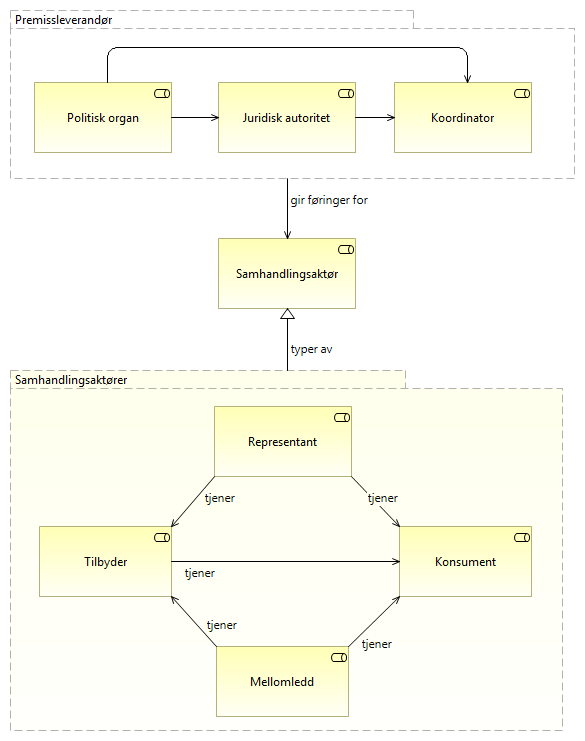 Premissleverandør
Politisk organ
Juridisk autoritet
Koordinator
gir føringer for
Samhandlingsaktør
typer av
Samhandlingsaktører
Representant
tjener
tjener
Tilbyder
Konsument
tjener
tjener
tjener
Mellomledd